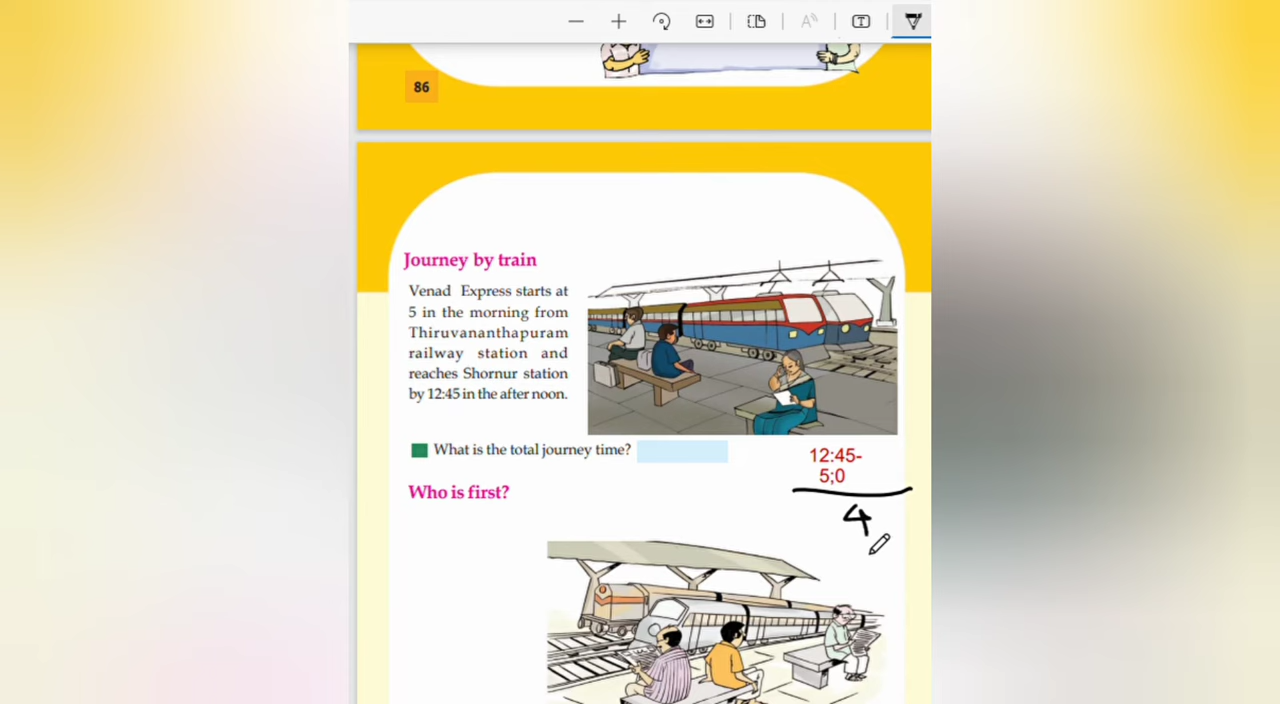 86
Journey by train
Venad Express starts at
5 in the morning from
Thiruvananthapuram
railway station and
reaches Shornur station
by 12:45 in the after noon.
What is the total journey time?
12:45-
5;0
4
Who is first?